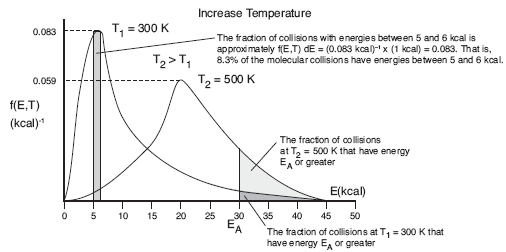 Increase Temperature
0.083
T1 = 300 K
The fraction of collisions with energies between 5 and 6 kcal is
approximately f(E,T) dE = (0.083 kcal)⁻¹ x (1 kcal) = 0.083. That is,
8.3% of the molecular collisions have energies between 5 and 6 kcal.
T2 > T1
0.059
T2 = 500 K
f(E,T)
(kcal)⁻¹
The fraction of collisions
at T2 = 500 K that have energy
EA or greater
E(kcal)
0 5 10 15 20 25 30 35 40 45 50
EA
The fraction of collisions at T1 = 300 K that
have energy EA or greater